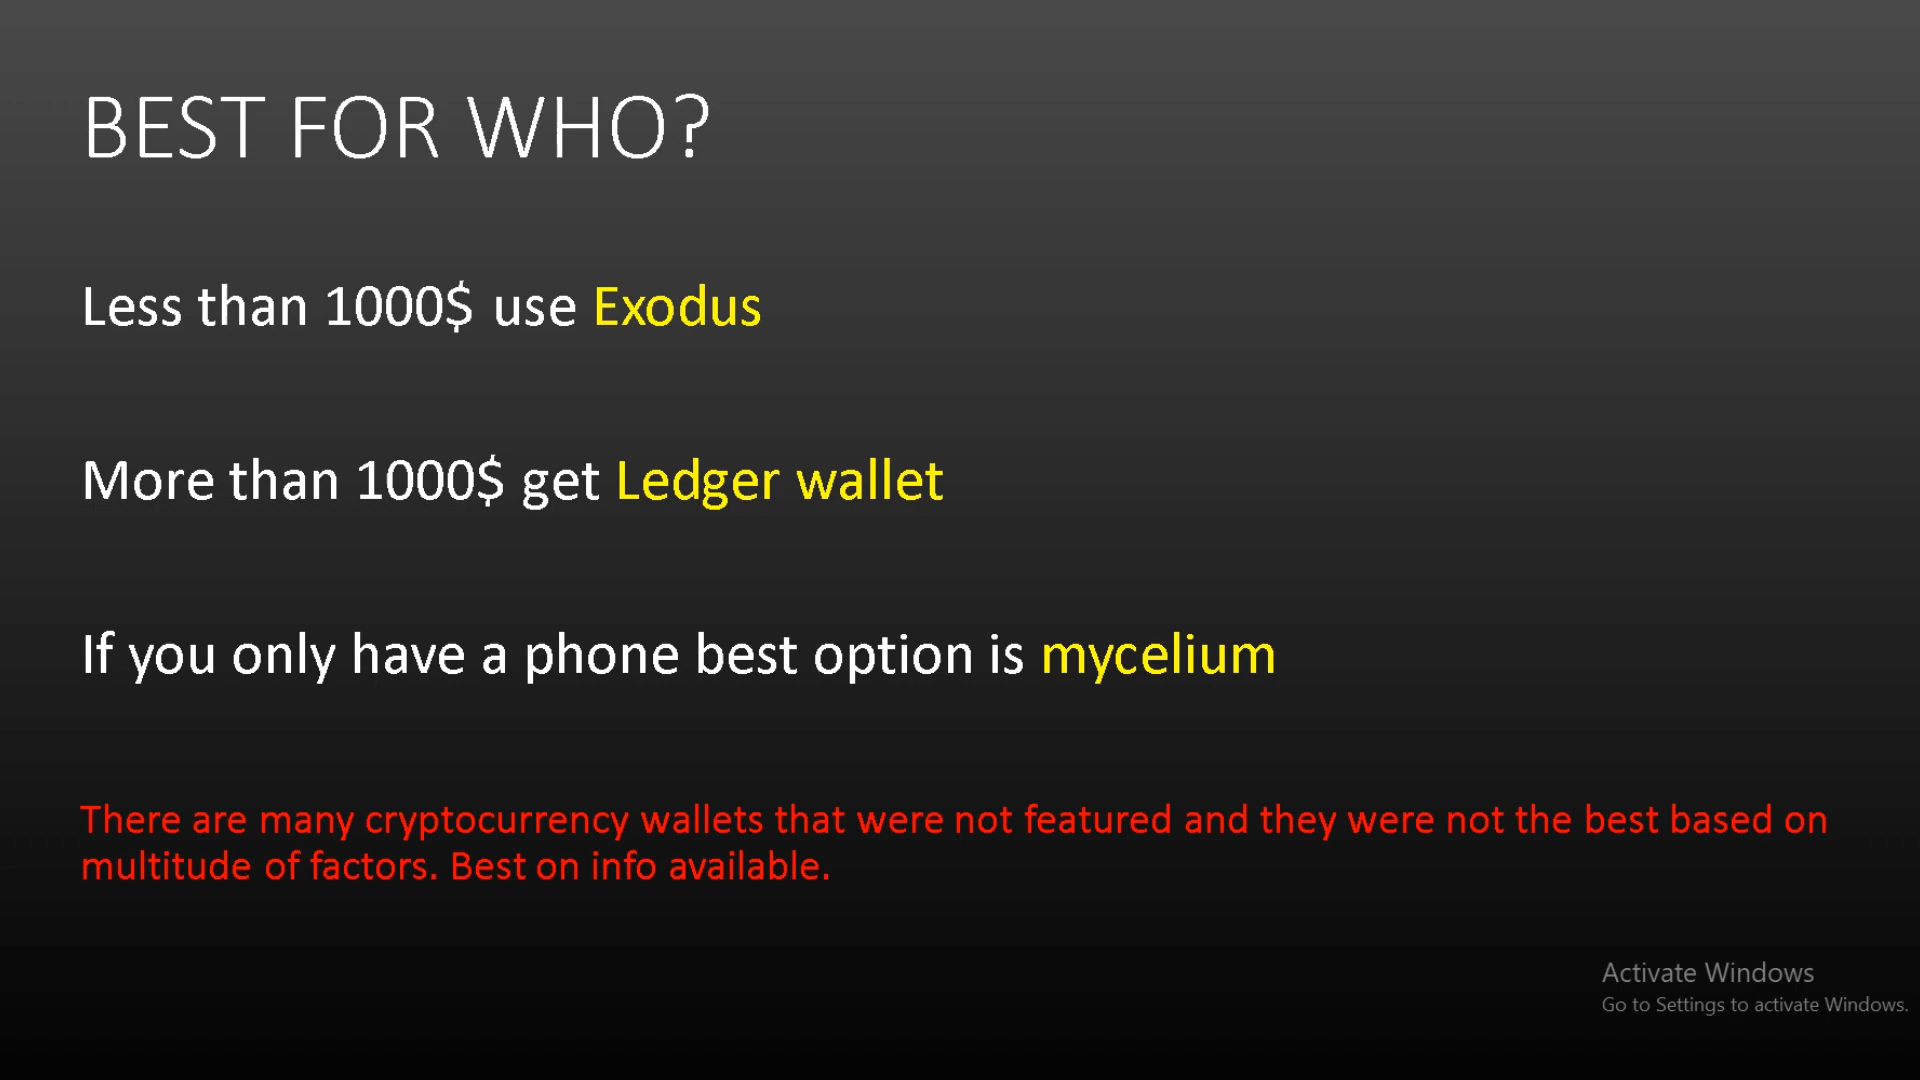 BEST FOR WHO?
Less than 1000$ use Exodus
More than 1000$ get Ledger wallet
If you only have a phone best option is mycelium
There are many cryptocurrency wallets that were not featured and they were not the best based on
multitude of factors. Best on info available.
Activate Windows
Go to Settings to activate Windows.